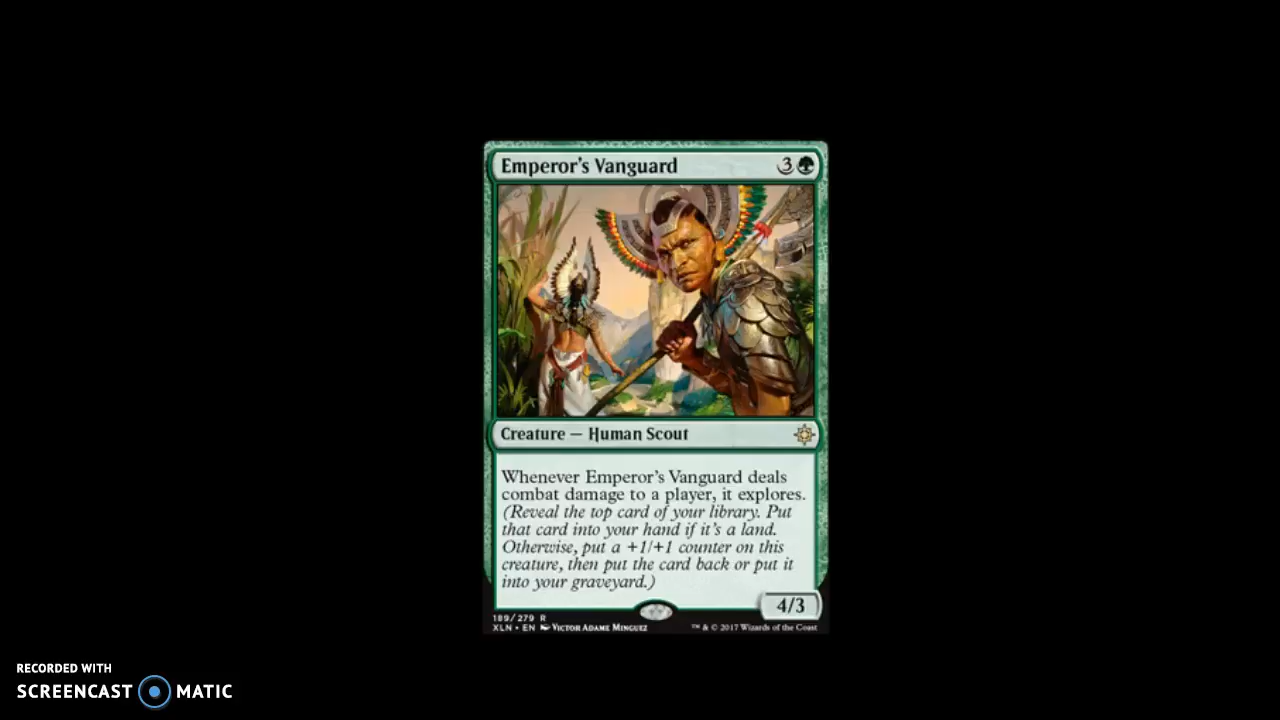 Emperor's Vanguard 3
Creature — Human Scout
Whenever Emperor's Vanguard deals
combat damage to a player, it explores.
(Reveal the top card of your library. Put
that card into your hand if it's a land.
Otherwise, put a +1/+1 counter on this
creature, then put the card back or put it
into your graveyard.)
4/3
189/279 R
XLN • EN Victor Adame Minguez
™ & © 2017 Wizards of the Coast
RECORDED WITH
SCREENCAST MATIC